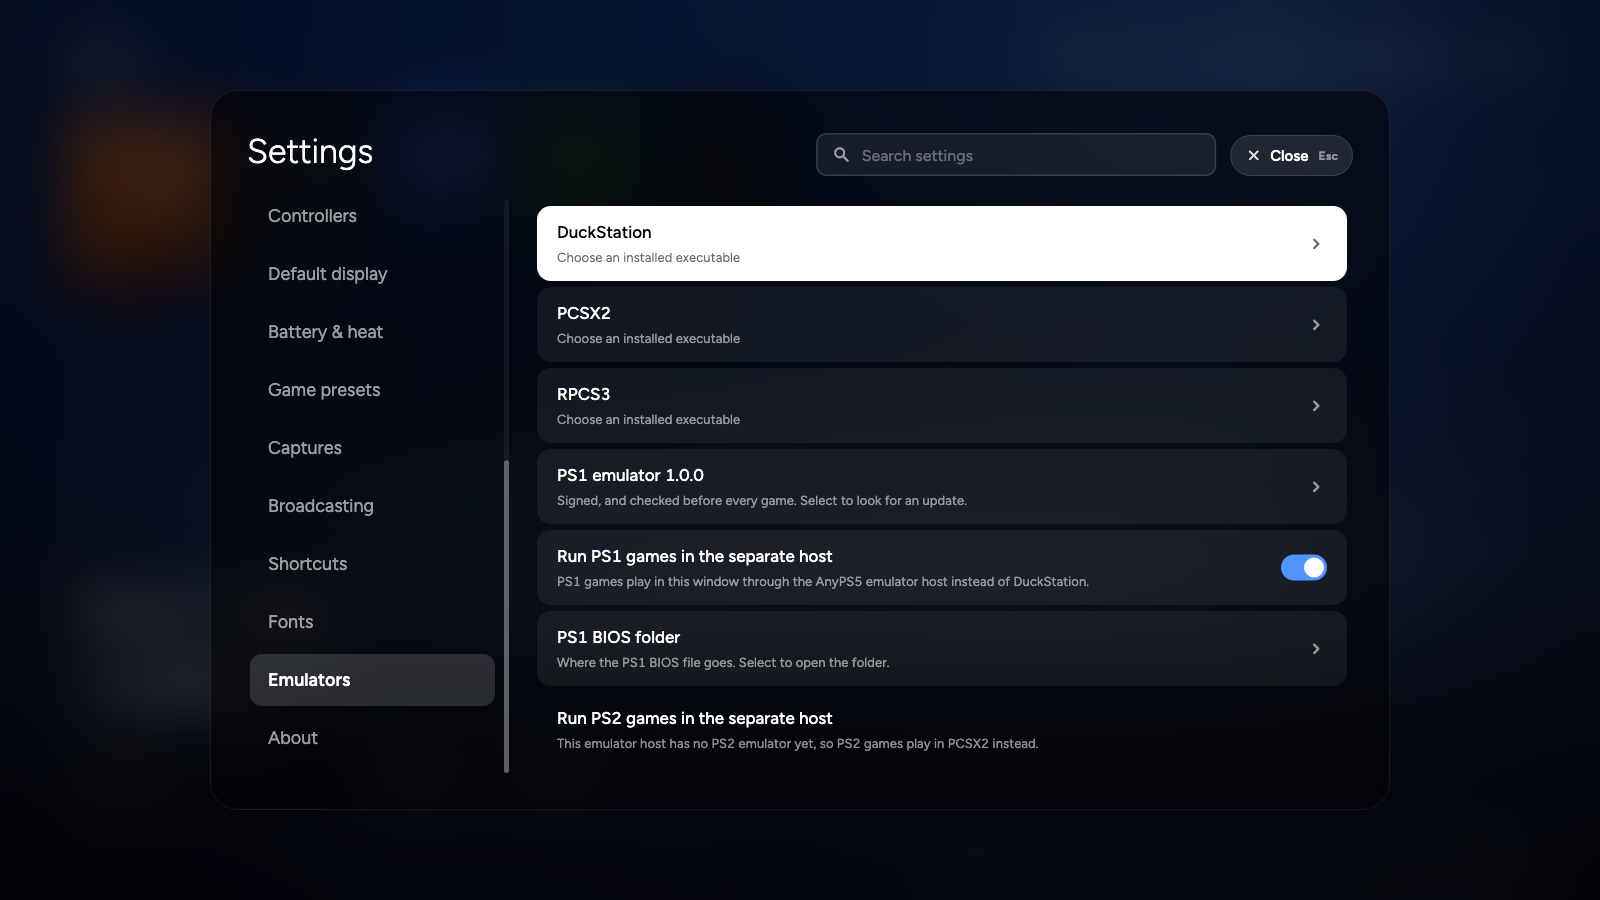 Settings
Search settings
Close Esc
Controllers
Default display
Battery & heat
Game presets
Captures
Broadcasting
Shortcuts
Fonts
Emulators
About
DuckStation
Choose an installed executable
PCSX2
Choose an installed executable
RPCS3
Choose an installed executable
PS1 emulator 1.0.0
Signed, and checked before every game. Select to look for an update.
Run PS1 games in the separate host
PS1 games play in this window through the AnyPS5 emulator host instead of DuckStation.
PS1 BIOS folder
Where the PS1 BIOS file goes. Select to open the folder.
Run PS2 games in the separate host
This emulator host has no PS2 emulator yet, so PS2 games play in PCSX2 instead.